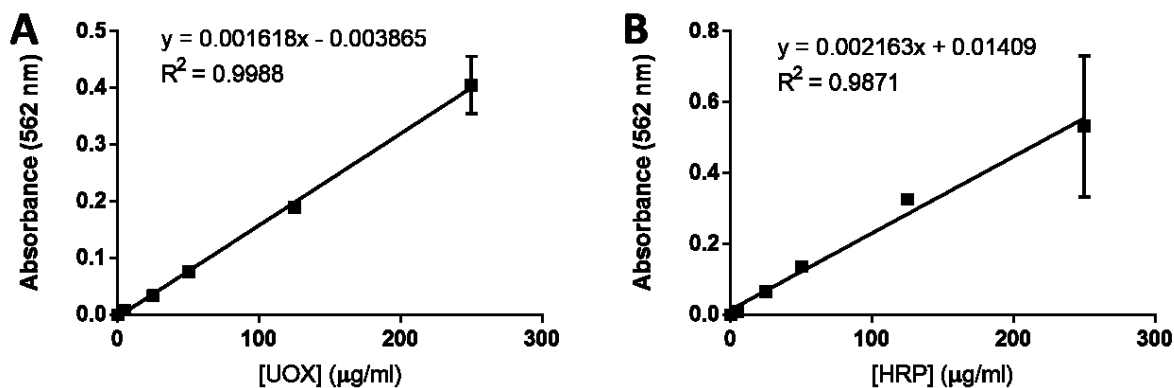 A
y = 0.001618x - 0.003865
R² = 0.9988
Absorbance (562 nm)
0.5
0.4
0.3
0.2
0.1
0.0
0 100 200 300
[UOX] (μg/ml)
B
y = 0.002163x + 0.01409
R² = 0.9871
Absorbance (562 nm)
0.8
0.6
0.4
0.2
0.0
0 100 200 300
[HRP] (μg/ml)